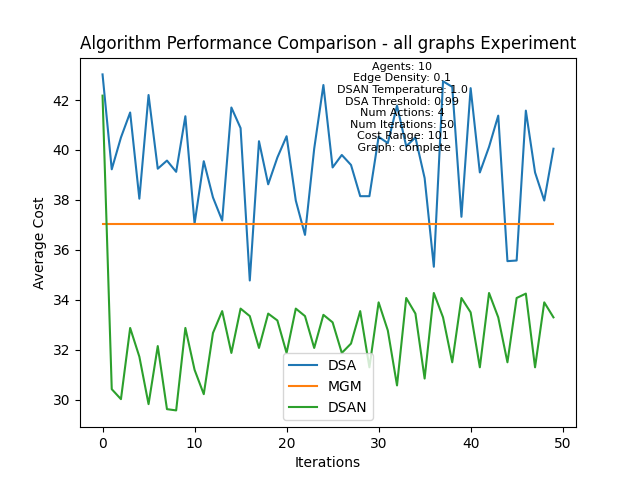 Algorithm Performance Comparison - all graphs Experiment
Agents: 10
Edge Density: 0.1
DSAN Temperature: 1.0
DSA Threshold: 0.99
Num Actions: 4
Num Iterations: 50
Cost Range: 101
Graph: complete
42
40
38
36
34
32
30
Average Cost
DSA
MGM
DSAN
0
10
20
30
40
50
Iterations